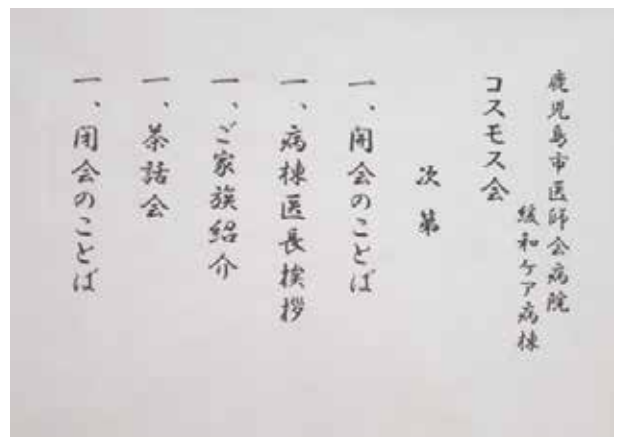 鹿児島市医師会病院
緩和ケア病棟
コスモス会
次第
一、開会のことば
一、病棟医長挨拶
一、ご家族紹介
一、茶話会
一、閉会のことば